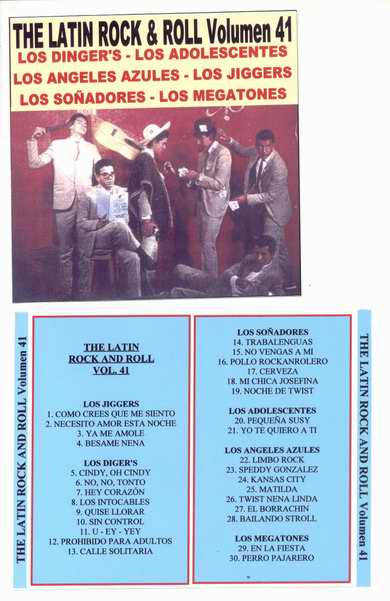 THE LATIN ROCK & ROLL Volumen 41
LOS DINGER'S - LOS ADOLESCENTES
LOS ANGELES AZULES - LOS JIGGERS
LOS SOÑADORES - LOS MEGATONES
THE LATIN ROCK AND ROLL Volumen 41
THE LATIN
ROCK AND ROLL
VOL. 41
LOS JIGGERS
1. COMO CREES QUE ME SIENTO
2. NECESITO AMOR ESTA NOCHE
3. YA ME AMOLE
4. BESAME NENA
LOS DIGER'S
5. CINDY, OH CINDY
6. NO, NO, TONTO
7. HEY CORAZÓN
8. LOS INTOCABLES
9. QUISE LLORAR
10. SIN CONTROL
11. U - EY - YEY
12. PROHIBIDO PARA ADULTOS
13. CALLE SOLITARIA
LOS SOÑADORES
14. TRABALENGUAS
15. NO VENGAS A MI
16. POLLO ROCKANROLERO
17. CERVEZA
18. MI CHICA JOSEFINA
19. NOCHE DE TWIST
LOS ADOLESCENTES
20. PEQUEÑA SUSY
21. YO TE QUIERO A TI
LOS ANGELES AZULES
22. LIMBO ROCK
23. SPEDDY GONZALEZ
24. KANSAS CITY
25. MATILDA
26. TWIST NENA LINDA
27. EL BORRACHIN
28. BAILANDO STROLL
LOS MEGATONES
29. EN LA FIESTA
30. PERRO PAJARERO
THE LATIN ROCK AND ROLL Volumen 41